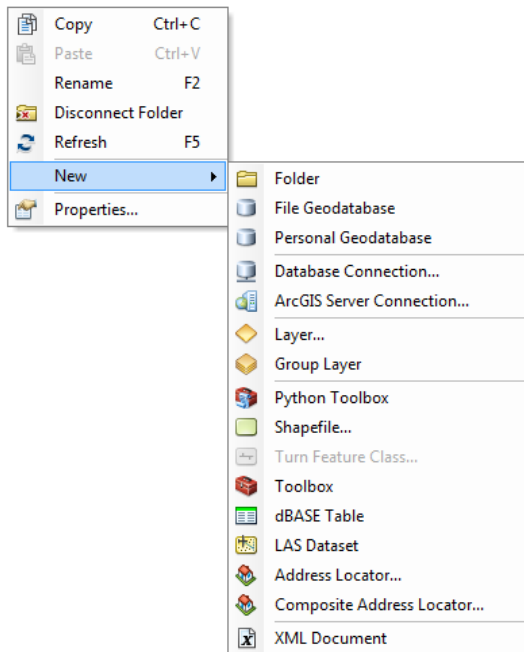 Copy Ctrl+C
Paste Ctrl+V
Rename F2
Disconnect Folder
Refresh F5
New
Properties...
Folder
File Geodatabase
Personal Geodatabase
Database Connection...
ArcGIS Server Connection...
Layer...
Group Layer
Python Toolbox
Shapefile...
Turn Feature Class...
Toolbox
dBASE Table
LAS Dataset
Address Locator...
Composite Address Locator...
XML Document